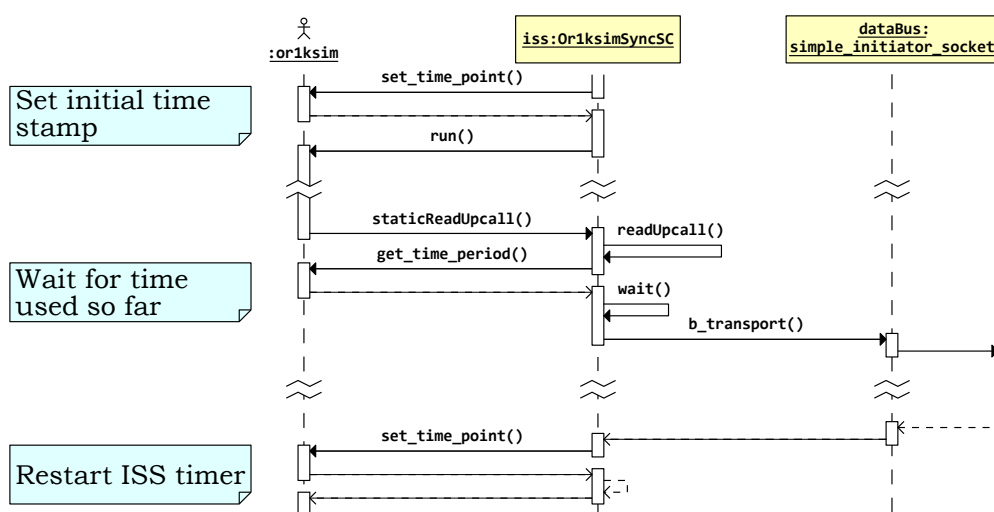 :or1ksim
iss:Or1ksimSyncSC
dataBus:
simple_initiator_socket
set_time_point()
Set initial time
stamp
run()
staticReadUpcall()
readUpcall()
get_time_period()
Wait for time
used so far
wait()
b_transport()
set_time_point()
Restart ISS timer